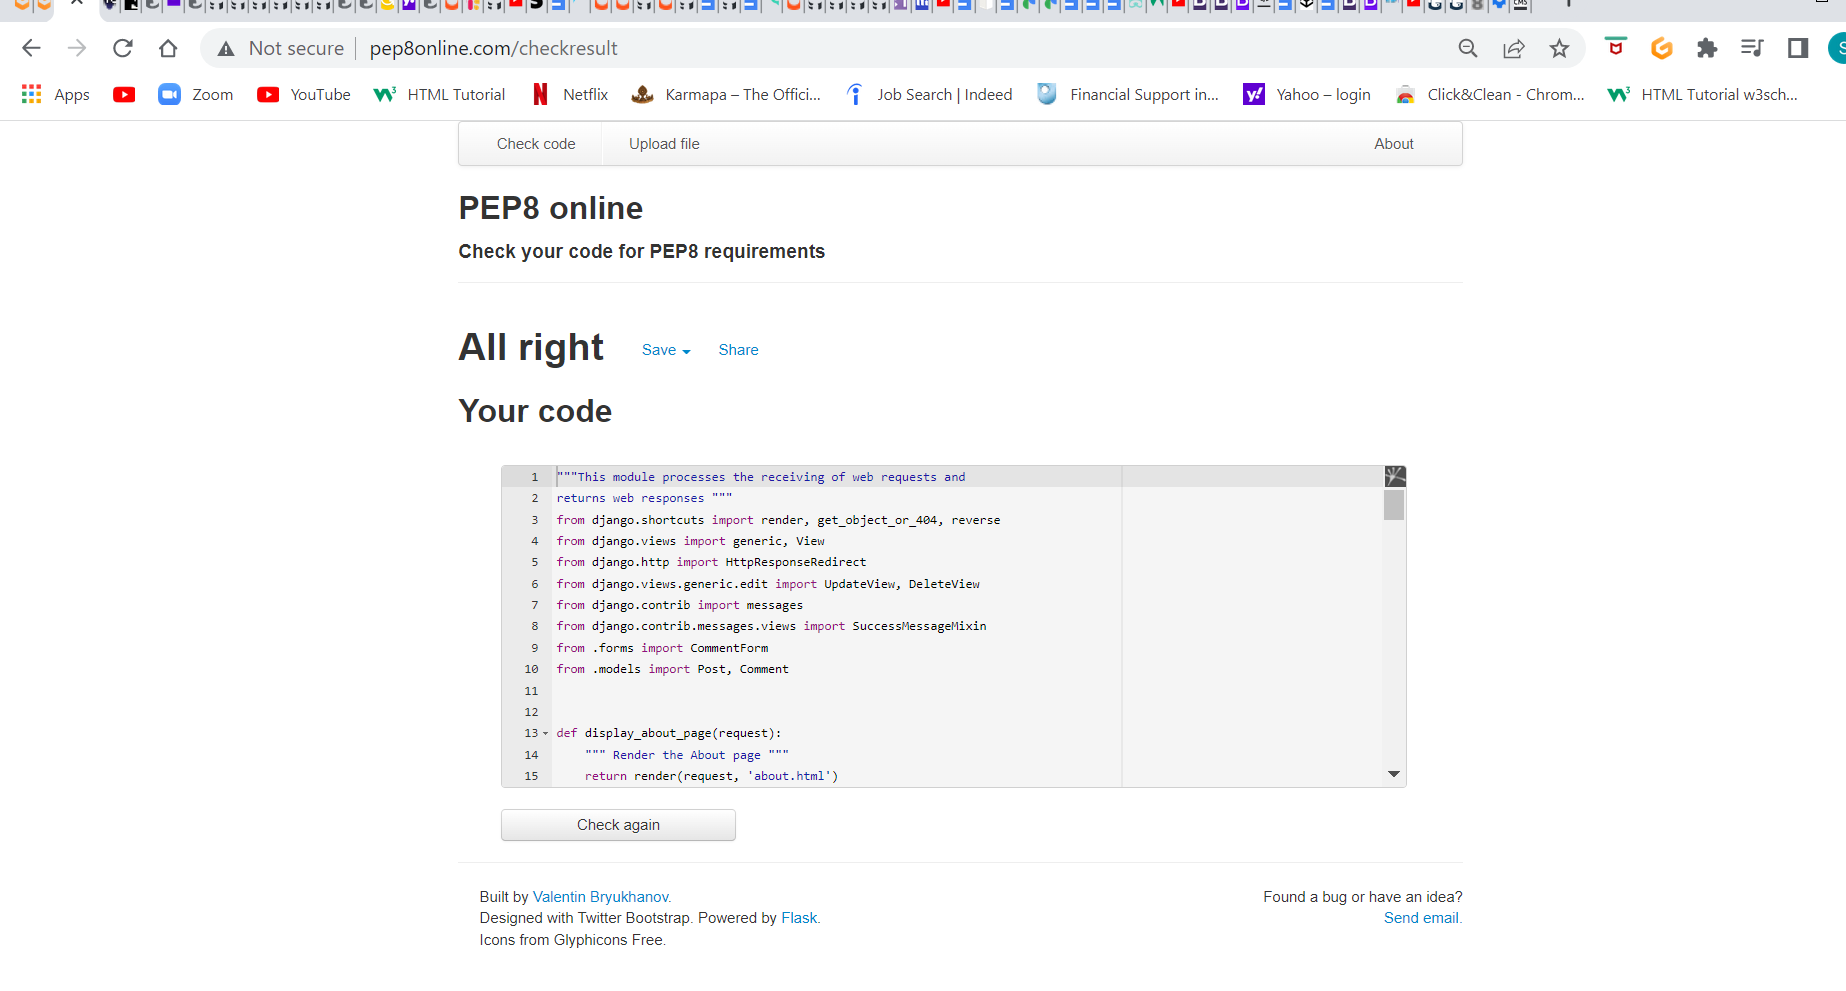 Not secure pep8online.com/checkresult
Apps Zoom YouTube HTML Tutorial Netflix Karmapa – The Offici... Job Search | Indeed Financial Support in... Yahoo – login Click&Clean - Chrom... HTML Tutorial w3sch...
Check code Upload file About
PEP8 online
Check your code for PEP8 requirements
All right Save Share
Your code
1 """This module processes the receiving of web requests and
2 returns web responses """
3 from django.shortcuts import render, get_object_or_404, reverse
4 from django.views import generic, View
5 from django.http import HttpResponseRedirect
6 from django.views.generic.edit import UpdateView, DeleteView
7 from django.contrib import messages
8 from django.contrib.messages.views import SuccessMessageMixin
9 from .forms import CommentForm
10 from .models import Post, Comment
11
12
13 def display_about_page(request):
14     """ Render the About page """
15     return render(request, 'about.html')
Check again
Built by Valentin Bryukhanov.
Designed with Twitter Bootstrap. Powered by Flask.
Icons from Glyphicons Free.
Found a bug or have an idea?
Send email.